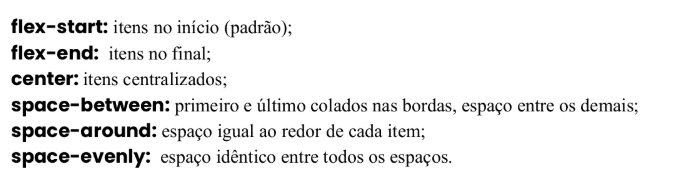 flex-start: itens no início (padrão);
flex-end: itens no final;
center: itens centralizados;
space-between: primeiro e último colados nas bordas, espaço entre os demais;
space-around: espaço igual ao redor de cada item;
space-evenly: espaço idêntico entre todos os espaços.